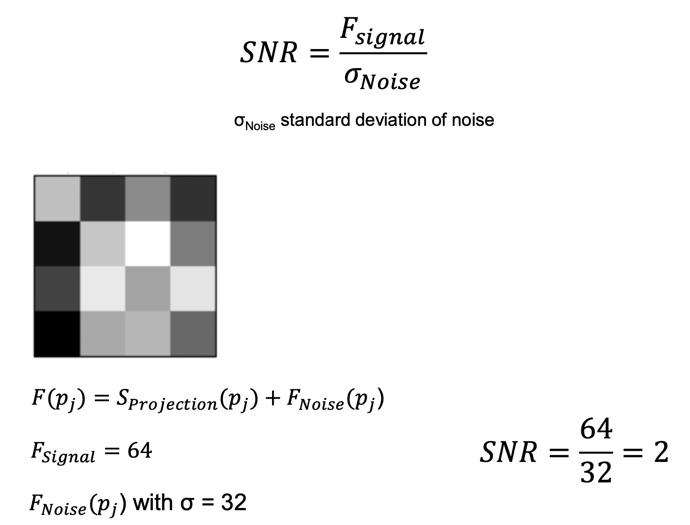 SNR = F_signal / σ_Noise
σ_Noise standard deviation of noise
F(p_j) = S_Projection(p_j) + F_Noise(p_j)
F_Signal = 64
SNR = 64 / 32 = 2
F_Noise(p_j) with σ = 32